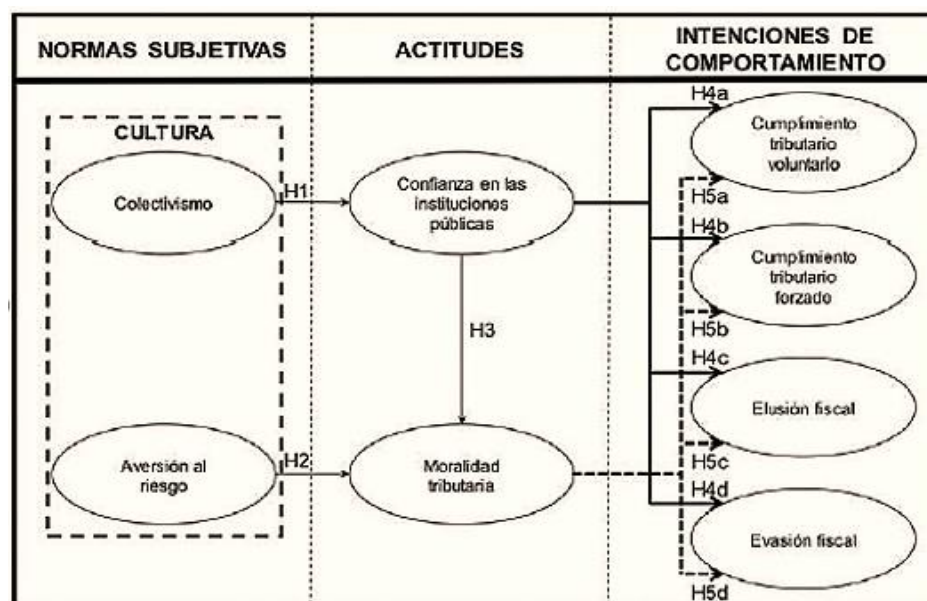 NORMAS SUBJETIVAS
ACTITUDES
INTENCIONES DE
COMPORTAMIENTO
CULTURA
Colectivismo
H1
Confianza en las
instituciones
públicas
H4a
Cumplimiento
tributario
voluntario
H5a
H4b
Cumplimiento
tributario
forzado
H5b
H3
H4c
Elusión fiscal
H5c
Aversión al
riesgo
H2
Moralidad
tributaria
H4d
Evasión fiscal
H5d